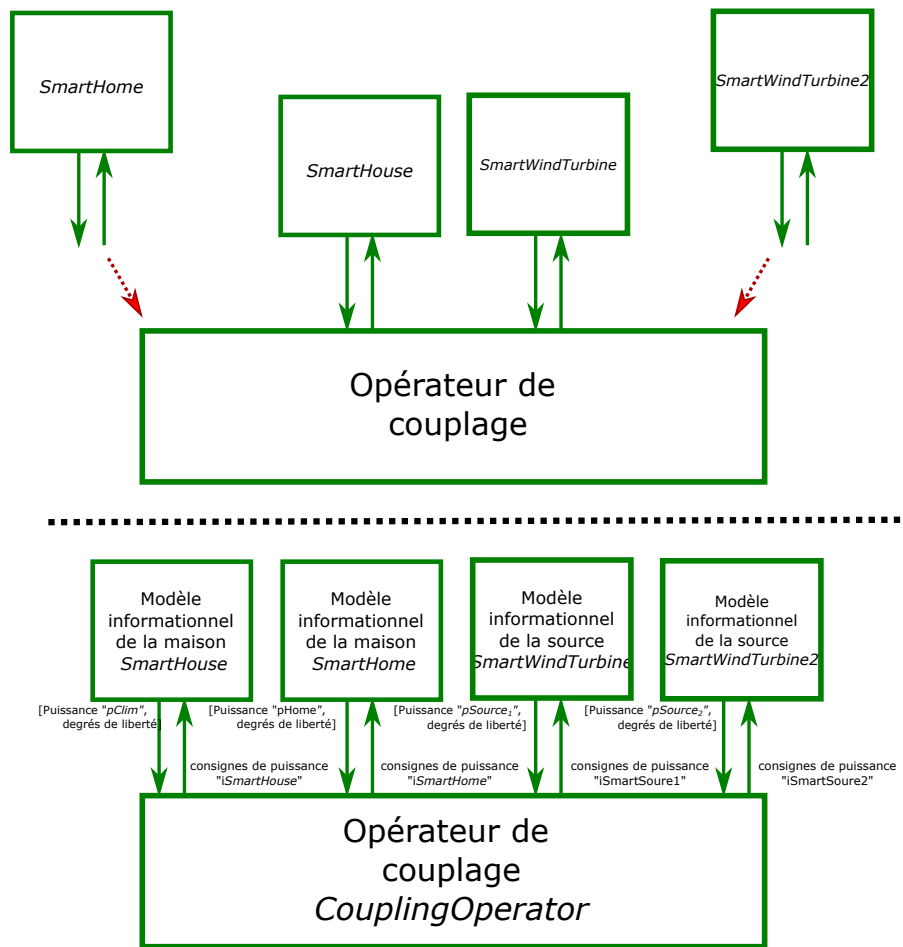 SmartHome
SmartWindTurbine2
SmartHouse
SmartWindTurbine
Opérateur de
couplage
Modèle
informationnel
de la maison
SmartHouse
Modèle
informationnel
de la maison
SmartHome
Modèle
informationnel
de la source
SmartWindTurbine
Modèle
informationnel
de la source
SmartWindTurbine2
[Puissance "pClim",
degrés de liberté]
[Puissance "pHome",
degrés de liberté]
[Puissance "pSource₁",
degrés de liberté]
[Puissance "pSource₂",
degrés de liberté]
consignes de puissance
"iSmartHouse"
consignes de puissance
"iSmartHome"
consignes de puissance
"iSmartSoure1"
consignes de puissance
"iSmartSoure2"
Opérateur de
couplage
CouplingOperator